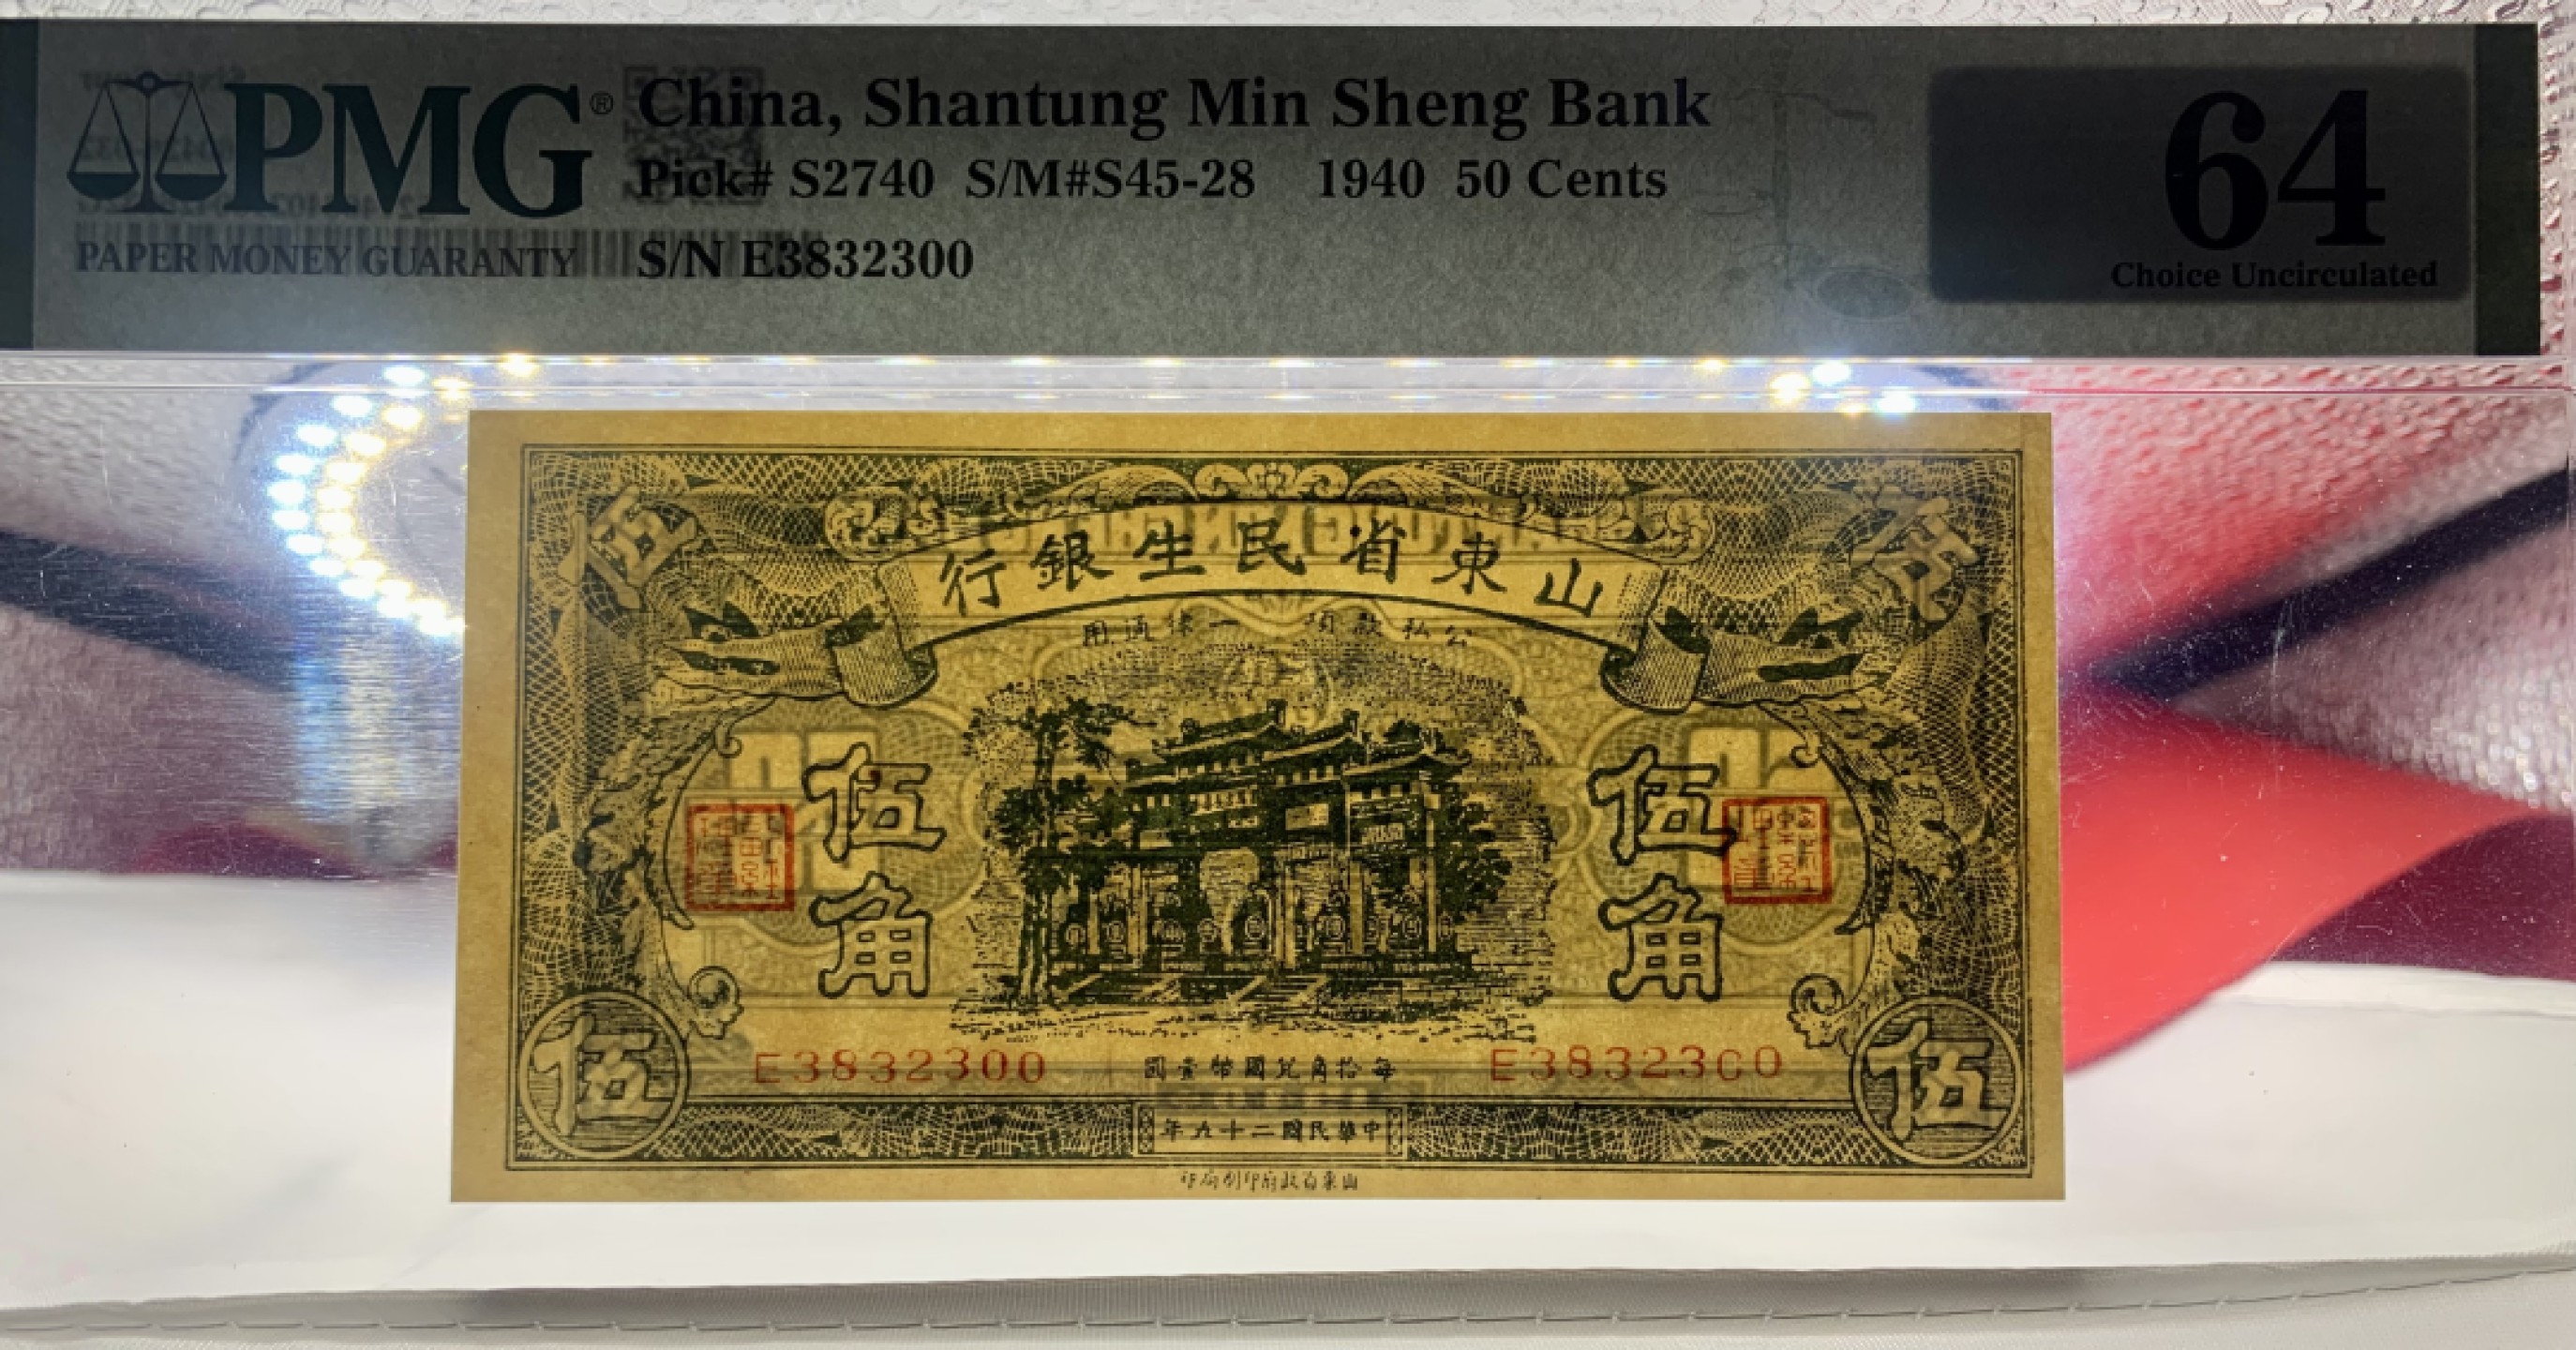 PMG®
PAPER MONEY GUARANTY
China, Shantung Min Sheng Bank
Pick# S2740 S/M#S45-28 1940 50 Cents
S/N E3832300
64
Choice Uncirculated
伍 伍
行銀生民省東山
用通律一項款私公
伍角 伍角
E3832300 圓壹幣國兌角拾每 E3832300
伍 伍
年九十二國民華中
印局刷印府政省東山